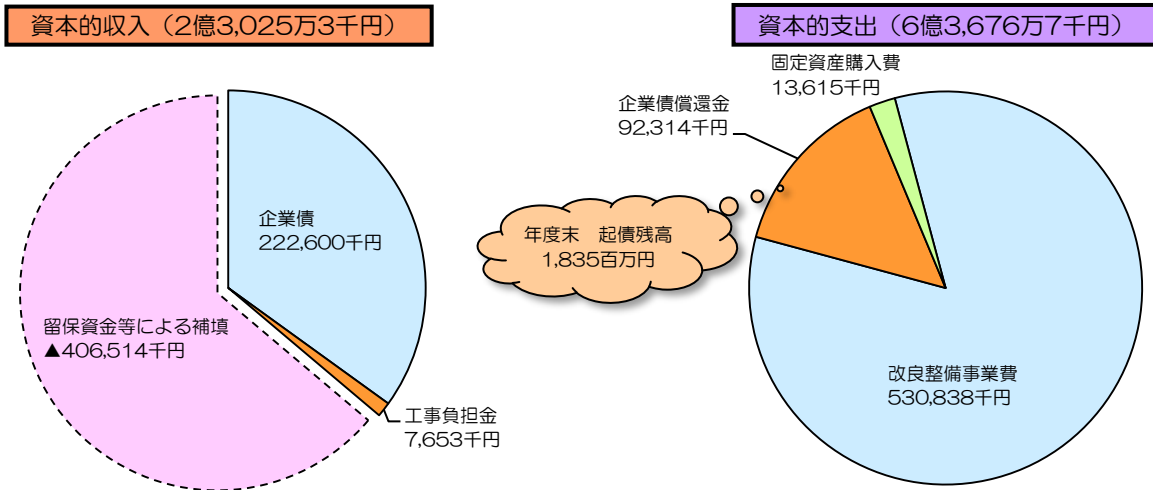 資本的収入（2億3,025万3千円）
企業債
222,600千円
留保資金等による補填
▲406,514千円
工事負担金
7,653千円
資本的支出（6億3,676万7千円）
固定資産購入費
13,615千円
企業債償還金
92,314千円
年度末　起債残高
1,835百万円
改良整備事業費
530,838千円